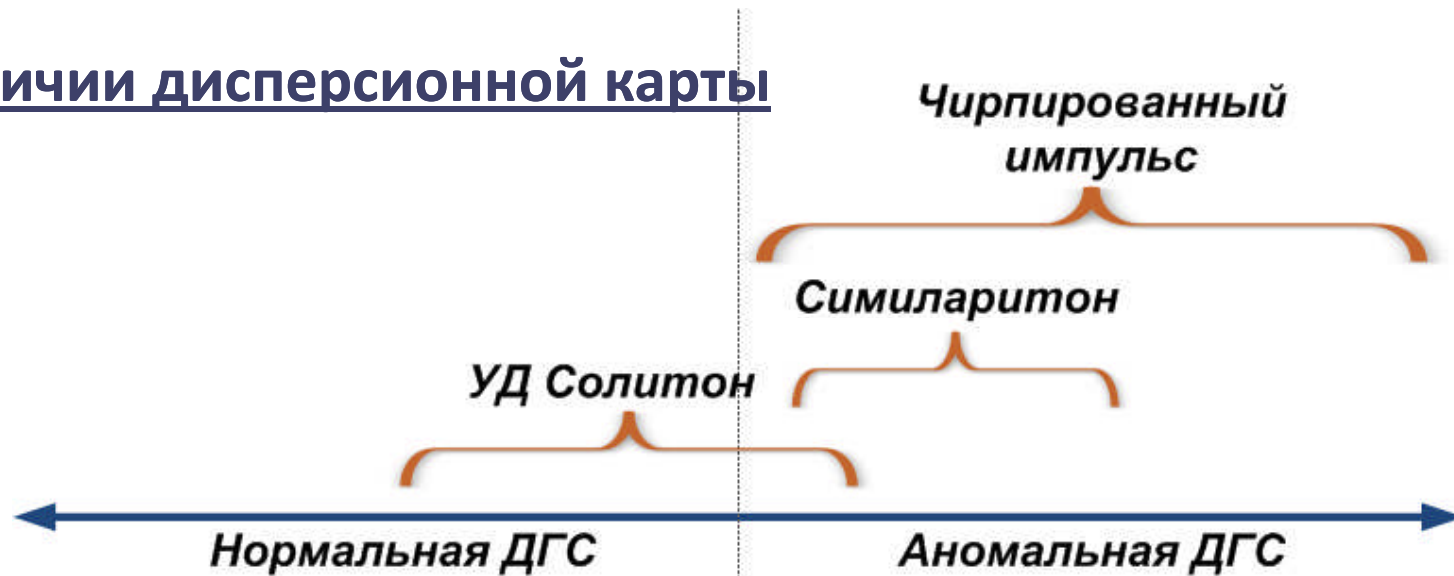 ичии дисперсионной карты
Чирпированный
импульс
Симиларитон
УД Солитон
Нормальная ДГС
Аномальная ДГС